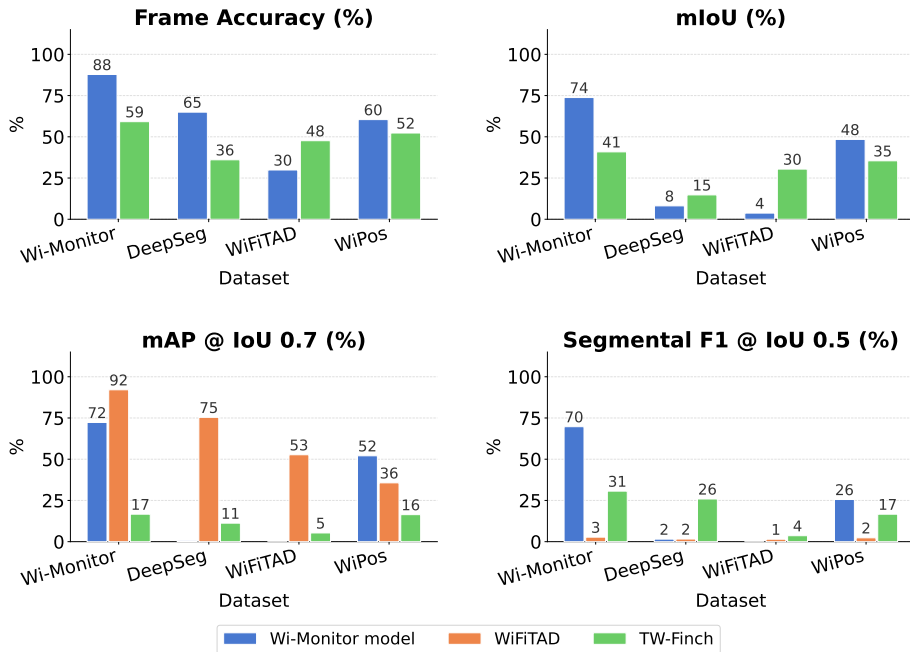 Frame Accuracy (%)
%
100
75
50
25
0
88
59
65
36
30
48
60
52
Wi-Monitor
DeepSeg
WiFiTAD
WiPos
Dataset
mIoU (%)
%
100
75
50
25
0
74
41
8
15
4
30
48
35
Wi-Monitor
DeepSeg
WiFiTAD
WiPos
Dataset
mAP @ IoU 0.7 (%)
%
100
75
50
25
0
72
92
17
75
11
53
5
52
36
16
Wi-Monitor
DeepSeg
WiFiTAD
WiPos
Dataset
Segmental F1 @ IoU 0.5 (%)
%
100
75
50
25
0
70
3
31
2
2
26
1
4
26
2
17
Wi-Monitor
DeepSeg
WiFiTAD
WiPos
Dataset
Wi-Monitor model
WiFiTAD
TW-Finch